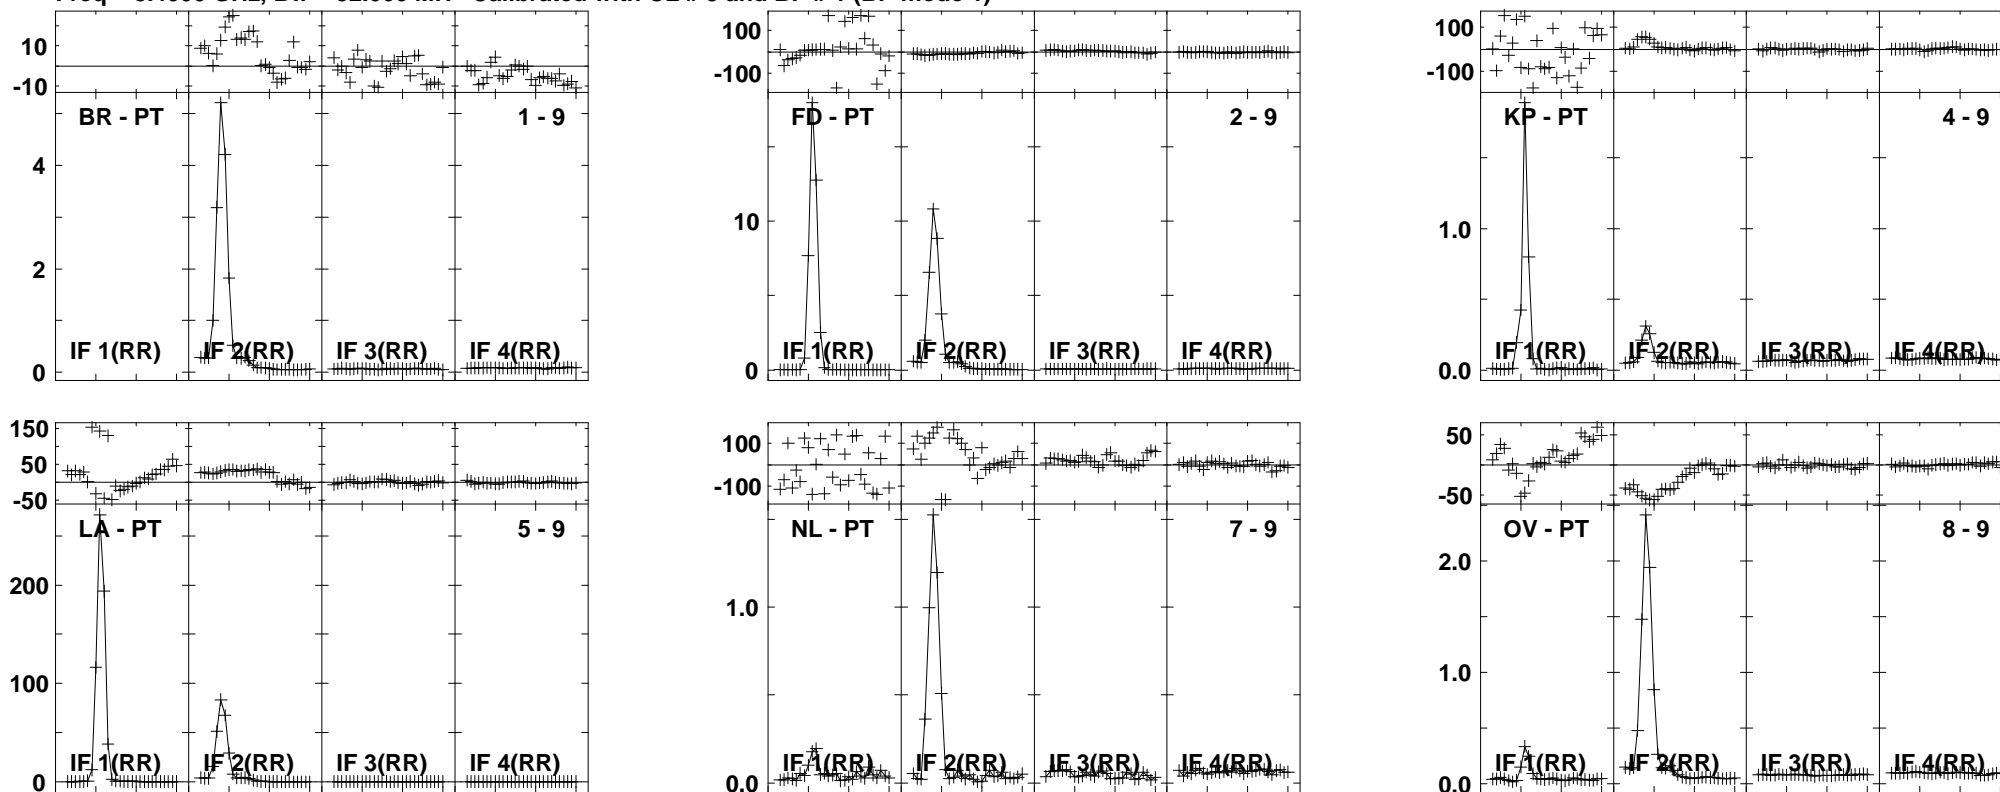 10
-10
BR - PT
1 - 9
4
2
0
IF 1(RR)
IF 2(RR)
IF 3(RR)
IF 4(RR)
100
-100
FD - PT
2 - 9
10
0
IF 1(RR)
IF 2(RR)
IF 3(RR)
IF 4(RR)
100
-100
KP - PT
4 - 9
1.0
0.0
IF 1(RR)
IF 2(RR)
IF 3(RR)
IF 4(RR)
150
50
-50
LA - PT
5 - 9
200
100
0
IF 1(RR)
IF 2(RR)
IF 3(RR)
IF 4(RR)
100
-100
NL - PT
7 - 9
1.0
0.0
IF 1(RR)
IF 2(RR)
IF 3(RR)
IF 4(RR)
50
-50
OV - PT
8 - 9
2.0
1.0
0.0
IF 1(RR)
IF 2(RR)
IF 3(RR)
IF 4(RR)